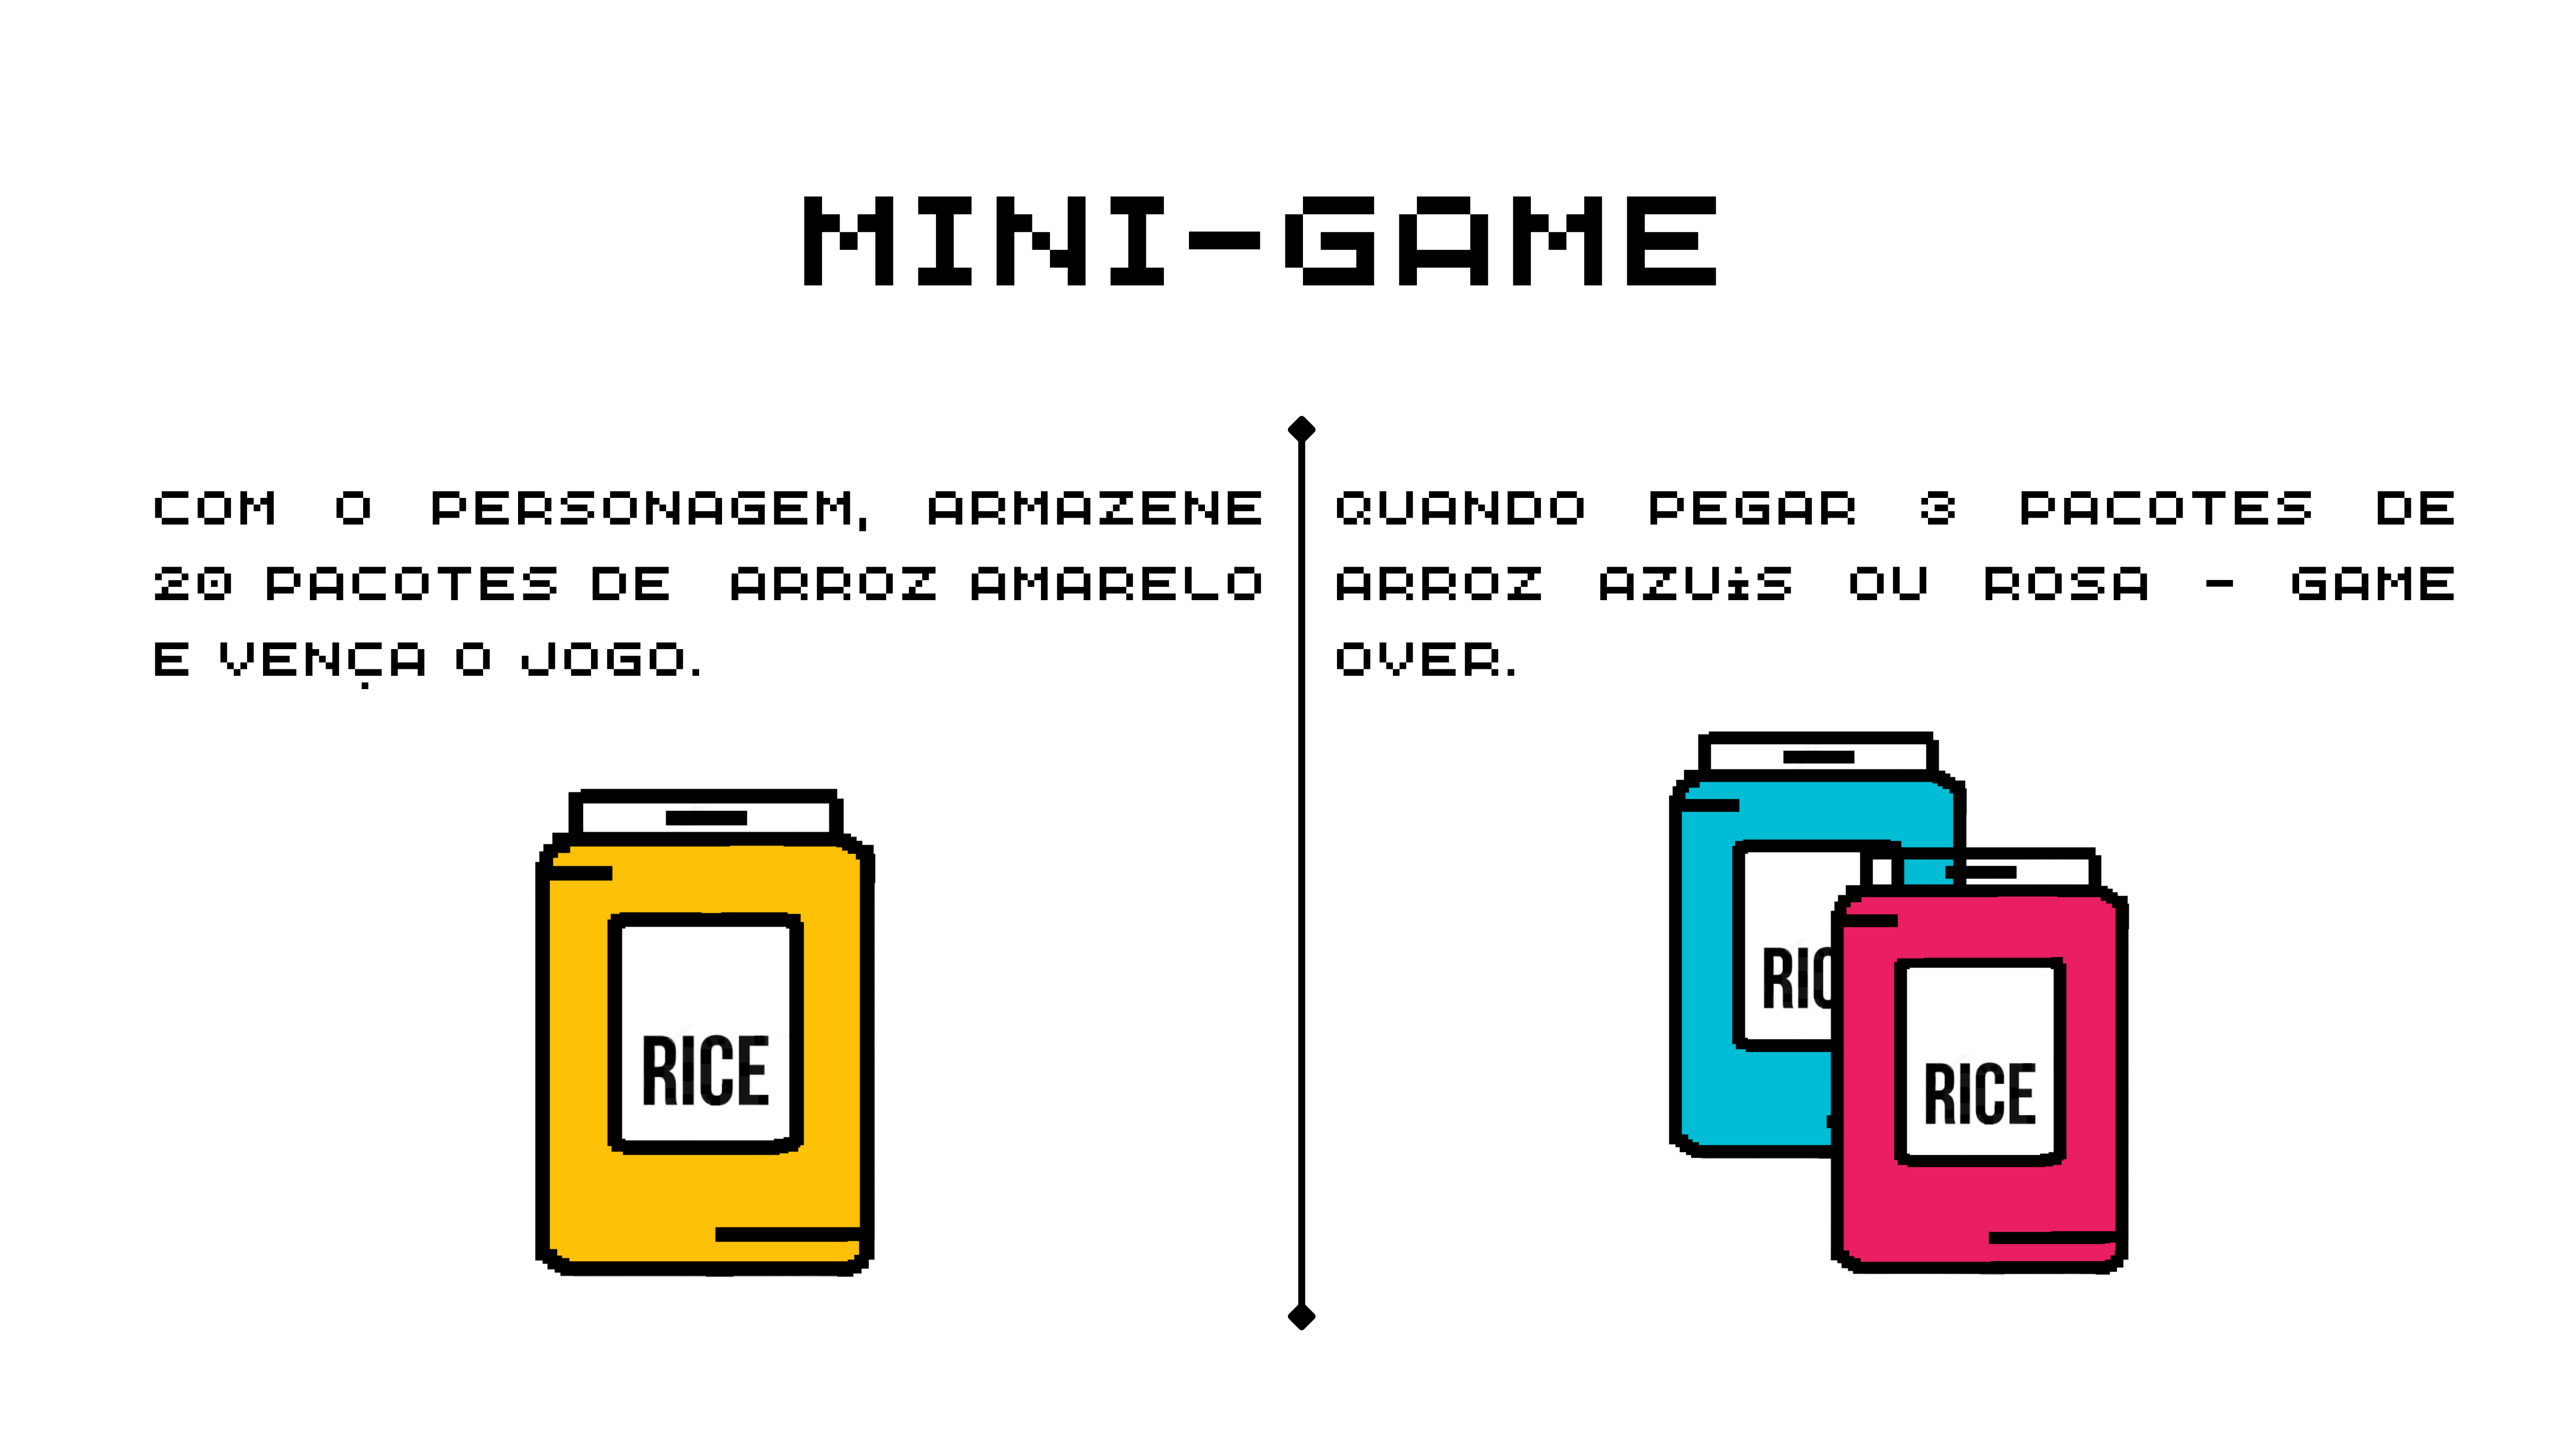 MINI-GAME
COM O PERSONAGEM, ARMAZENE
20 PACOTES DE ARROZ AMARELO
E VENÇA O JOGO.
QUANDO PEGAR 3 PACOTES DE
ARROZ AZUíS OU ROSA - GAME
OVER.
RICE
RIC
RICE